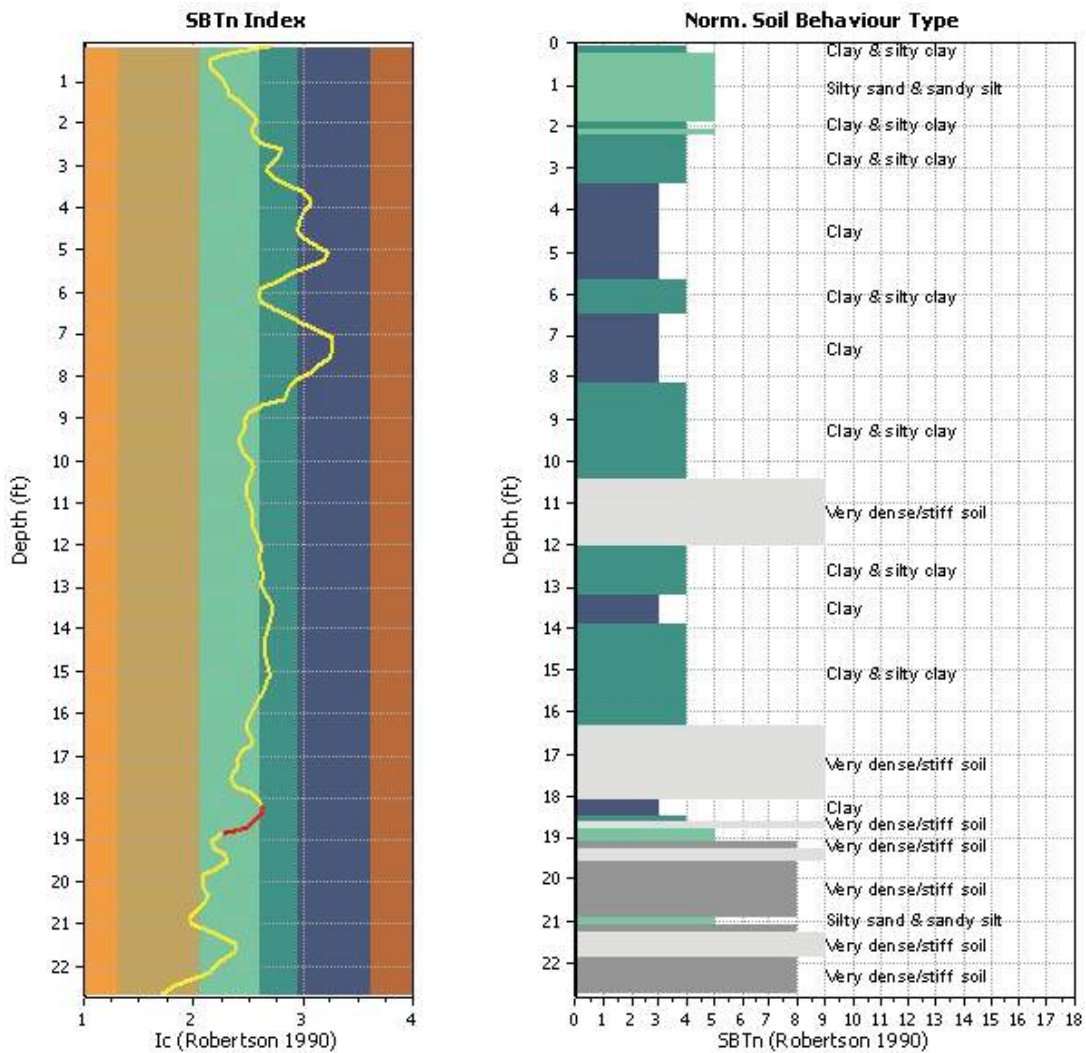 SBTn Index
1
2
3
4
5
6
7
8
9
10
11
12
13
14
15
16
17
18
19
20
21
22
Depth (ft)
1 2 3 4
Ic (Robertson 1990)
Norm. Soil Behaviour Type
0
1
2
3
4
5
6
7
8
9
10
11
12
13
14
15
16
17
18
19
20
21
22
Depth (ft)
Clay & silty clay
Silty sand & sandy silt
Clay & silty clay
Clay & silty clay
Clay
Clay & silty clay
Clay
Clay & silty clay
Very dense/stiff soil
Clay & silty clay
Clay
Clay & silty clay
Very dense/stiff soil
Clay
Very dense/stiff soil
Very dense/stiff soil
Very dense/stiff soil
Silty sand & sandy silt
Very dense/stiff soil
Very dense/stiff soil
0 1 2 3 4 5 6 7 8 9 10 11 12 13 14 15 16 17 18
SBTn (Robertson 1990)